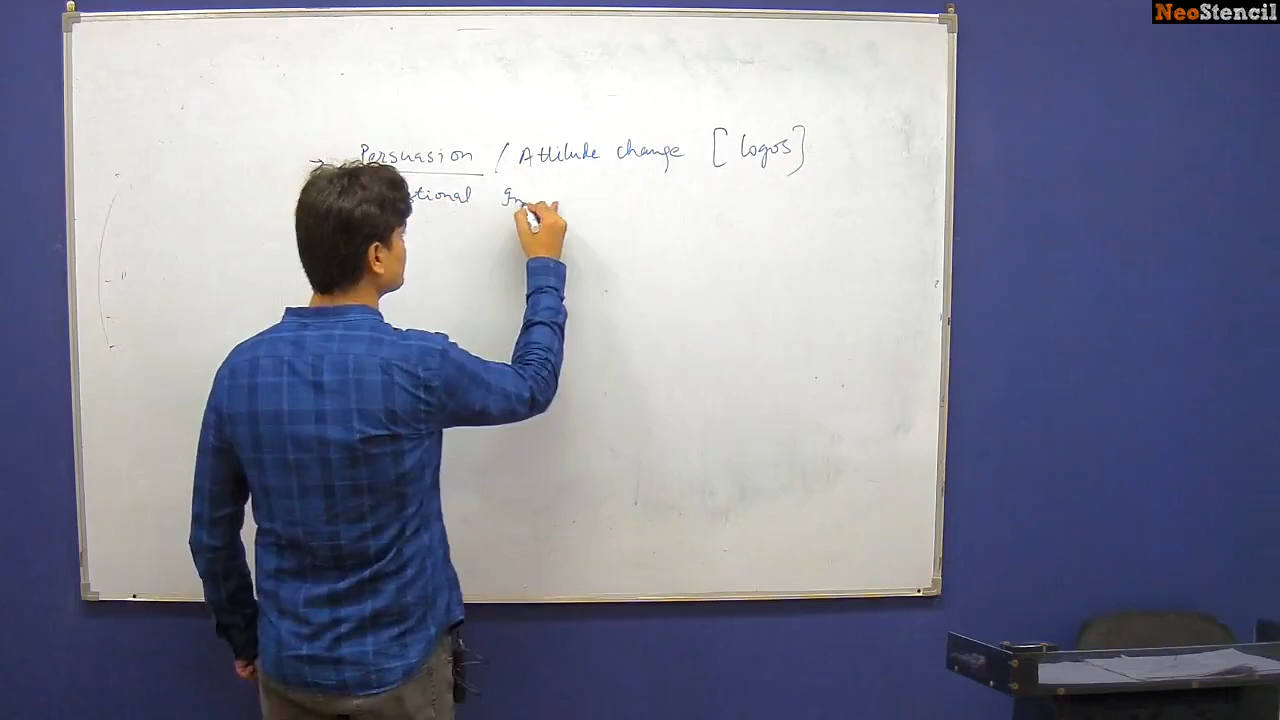 NeoStencil
→ Persuasion / Attitude change [logos]